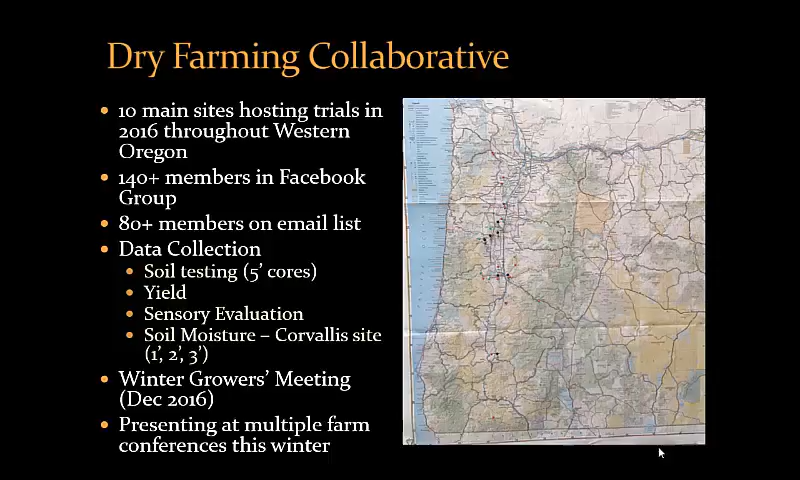 Dry Farming Collaborative
10 main sites hosting trials in
2016 throughout Western
Oregon
140+ members in Facebook
Group
80+ members on email list
Data Collection
Soil testing (5' cores)
Yield
Sensory Evaluation
Soil Moisture – Corvallis site
(1', 2', 3')
Winter Growers' Meeting
(Dec 2016)
Presenting at multiple farm
conferences this winter